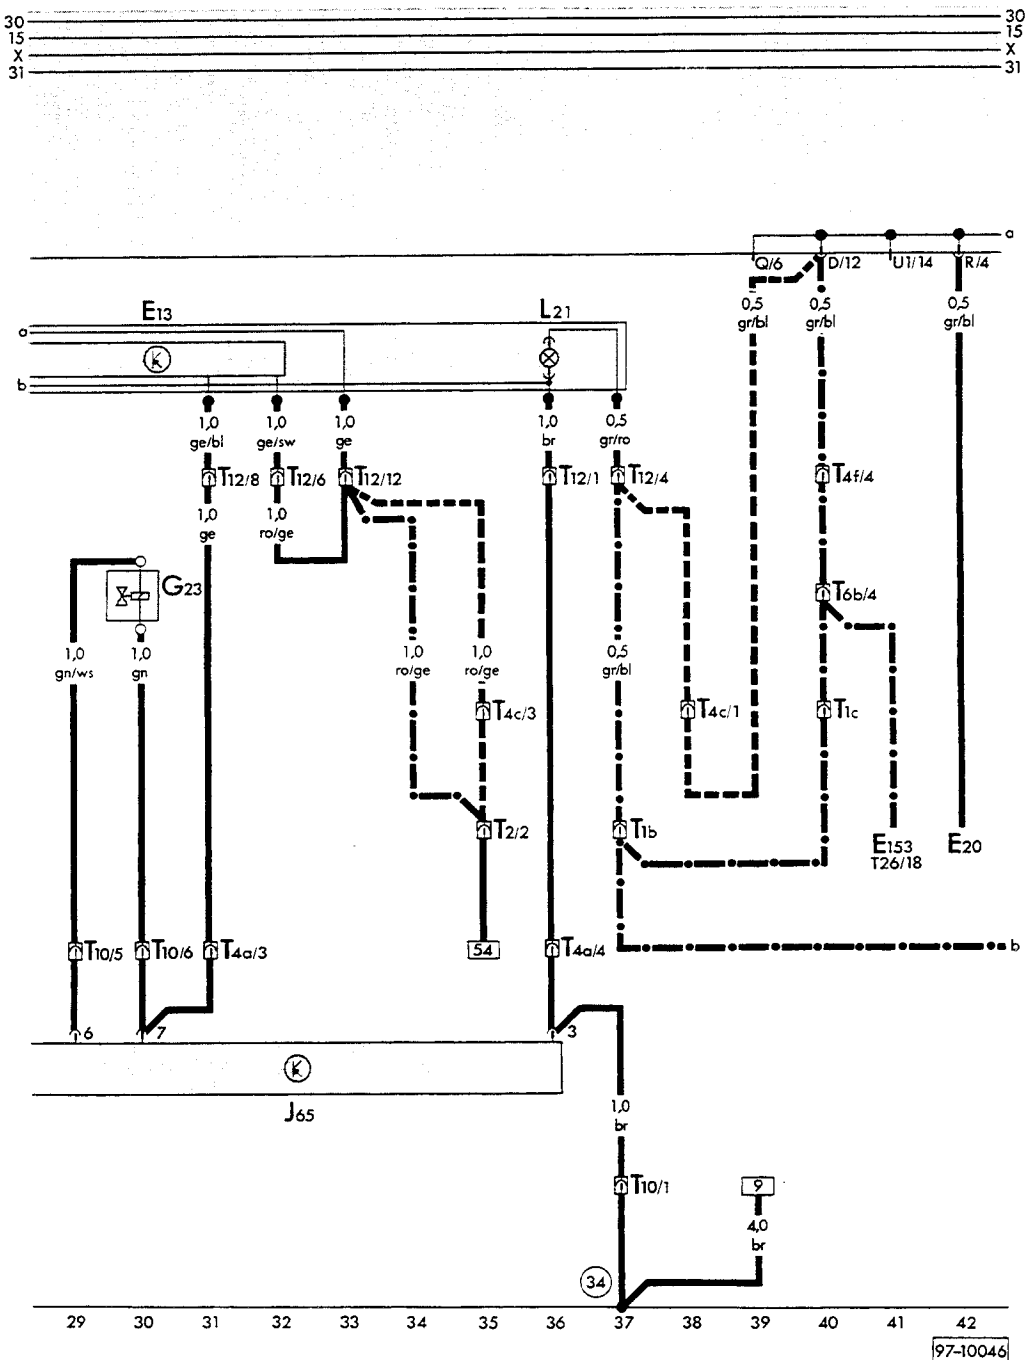 30 30
15 15
X X
31 31
a
Q/6 D/12 U1/14 R/4
E13 L21
0,5 0,5 0,5
gr/bl gr/bl gr/bl
a
b
1,0 1,0 1,0 1,0 0,5
ge/bl ge/sw ge br gr/ro
T12/8 T12/6 T12/12 T12/1 T12/4 T4f/4
1,0 1,0
ge ro/ge
G23 T6b/4
1,0 1,0 1,0 1,0 0,5
gn/ws gn ro/ge ro/ge gr/bl
T4c/3 T4c/1 T1c
T2/2 T1b E153 E20
T26/18
T10/5 T10/6 T4a/3 54 T4a/4 b
6 7 3
J65
1,0
br
T10/1 9
4,0
br
34
29 30 31 32 33 34 35 36 37 38 39 40 41 42
97-10046